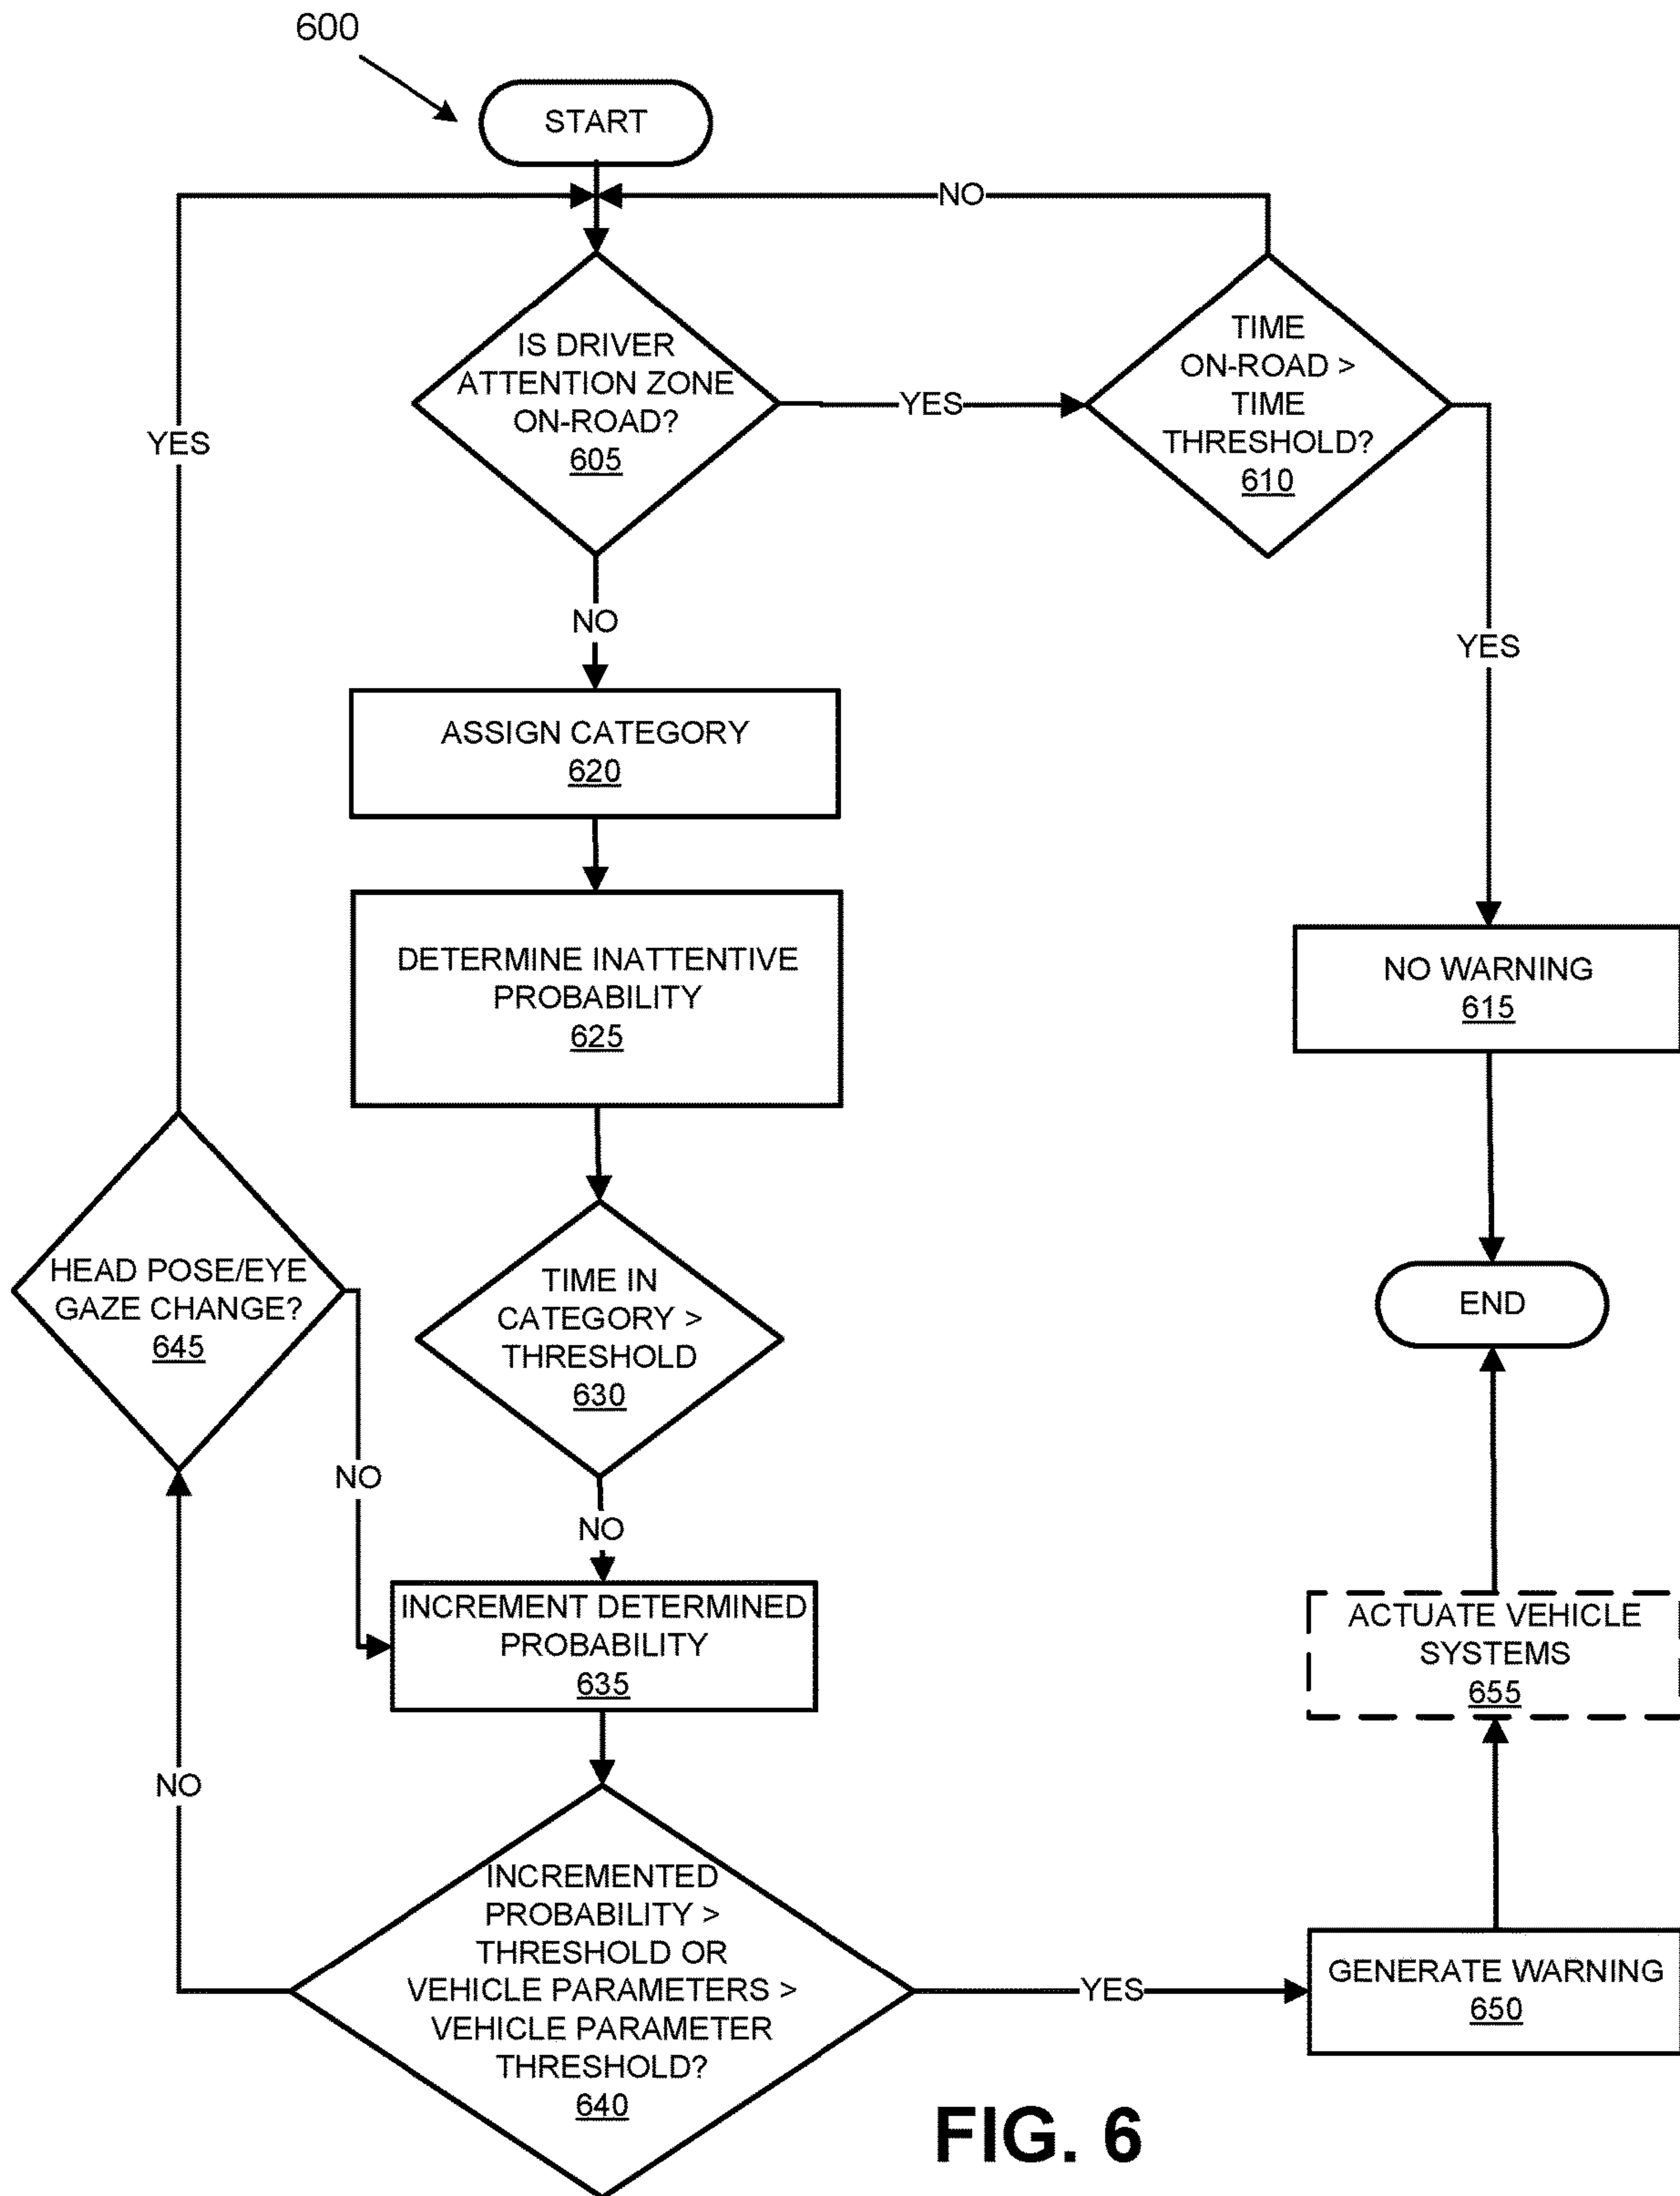 600
START
NO
IS DRIVER
ATTENTION ZONE
ON-ROAD?
605
YES
TIME
ON-ROAD >
TIME
THRESHOLD?
610
YES
NO
YES
ASSIGN CATEGORY
620
DETERMINE INATTENTIVE
PROBABILITY
625
NO WARNING
615
HEAD POSE/EYE
GAZE CHANGE?
645
TIME IN
CATEGORY >
THRESHOLD
630
END
NO
NO
INCREMENT DETERMINED
PROBABILITY
635
ACTUATE VEHICLE
SYSTEMS
655
NO
INCREMENTED
PROBABILITY >
THRESHOLD OR
VEHICLE PARAMETERS >
VEHICLE PARAMETER
THRESHOLD?
640
YES
GENERATE WARNING
650
FIG. 6